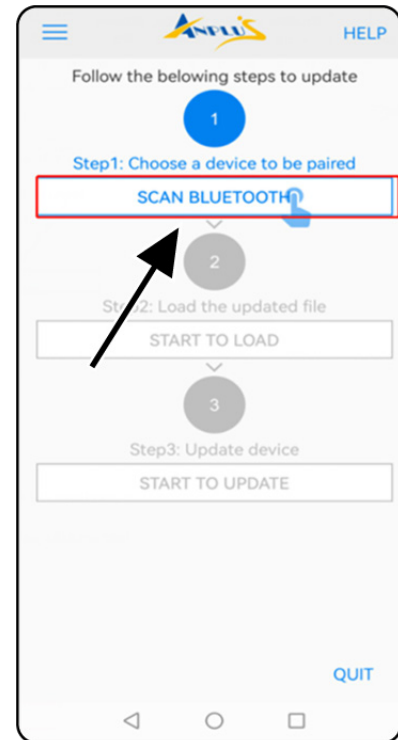 ANPLUS
HELP
Follow the belowing steps to update
1
Step1: Choose a device to be paired
SCAN BLUETOOTH
2
Step2: Load the updated file
START TO LOAD
3
Step3: Update device
START TO UPDATE
QUIT